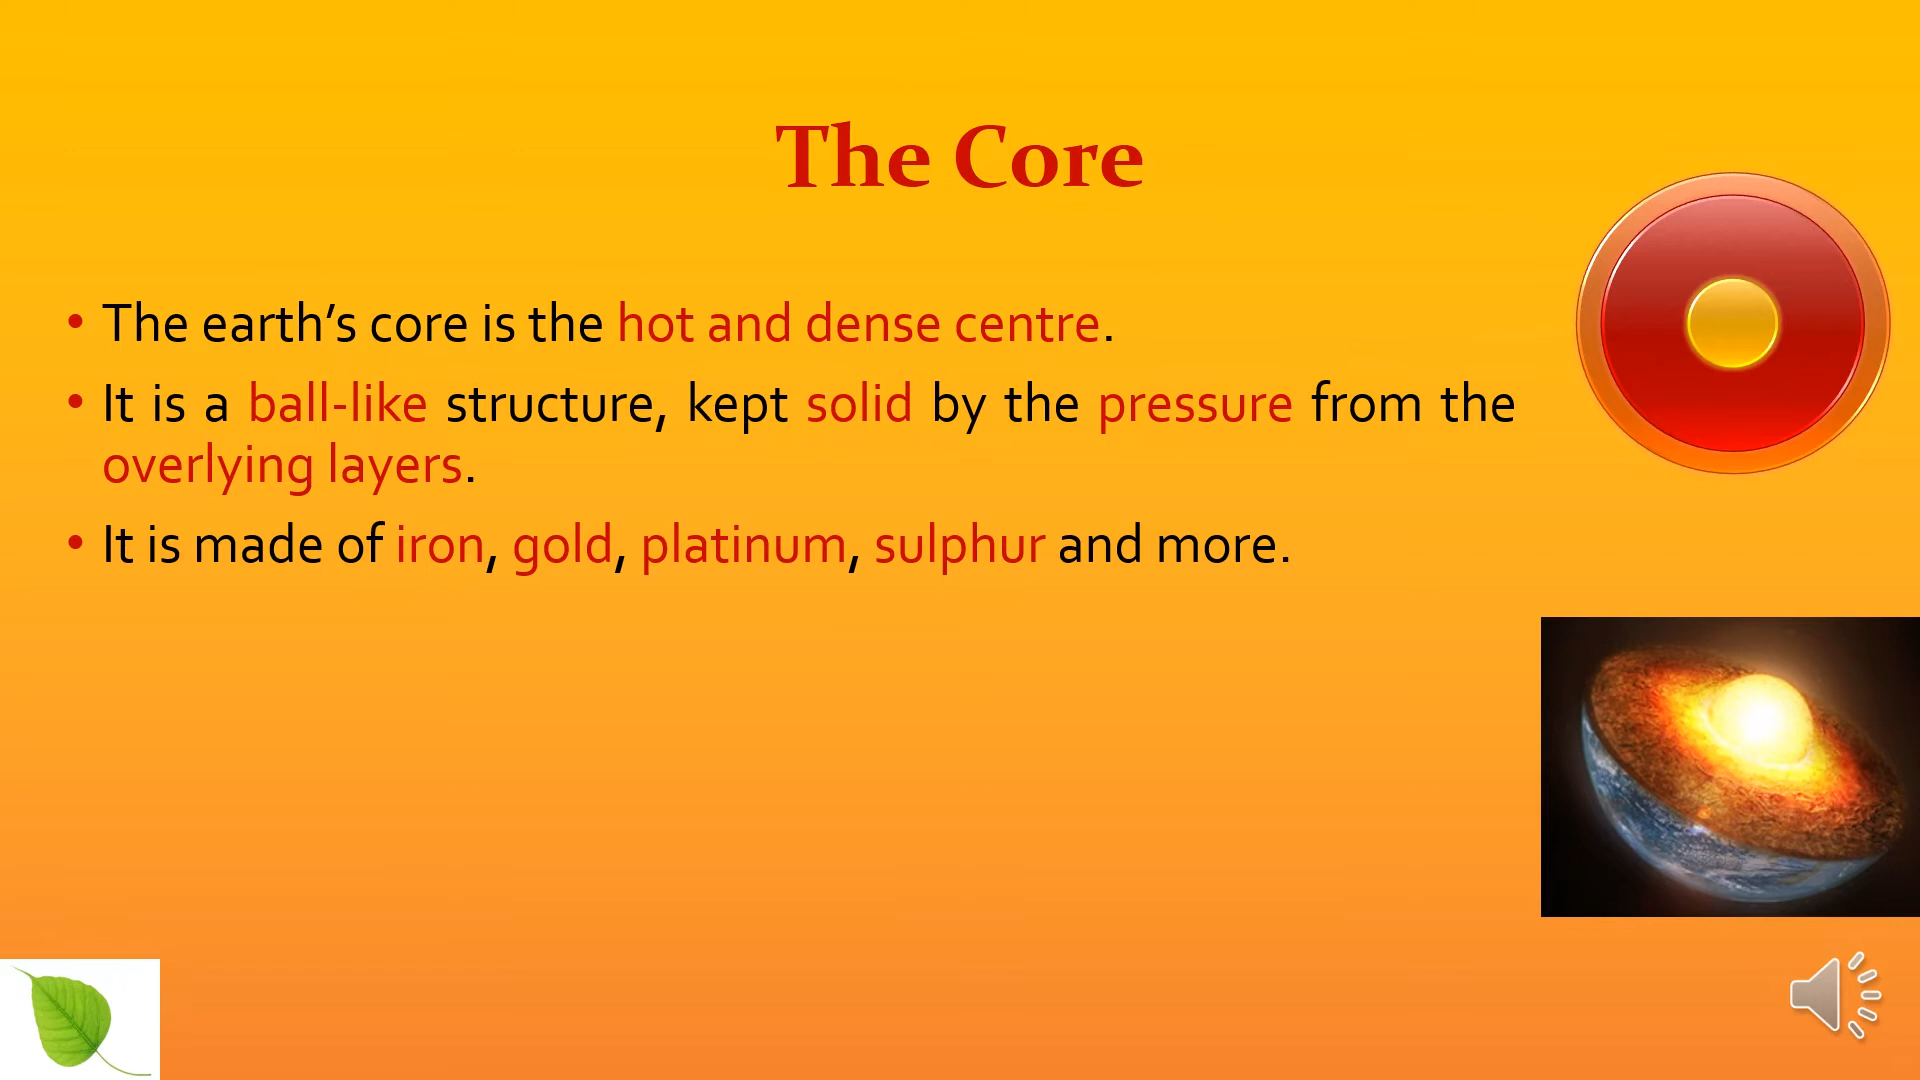 The Core
• The earth’s core is the hot and dense centre.
• It is a ball-like structure, kept solid by the pressure from the
overlying layers.
• It is made of iron, gold, platinum, sulphur and more.